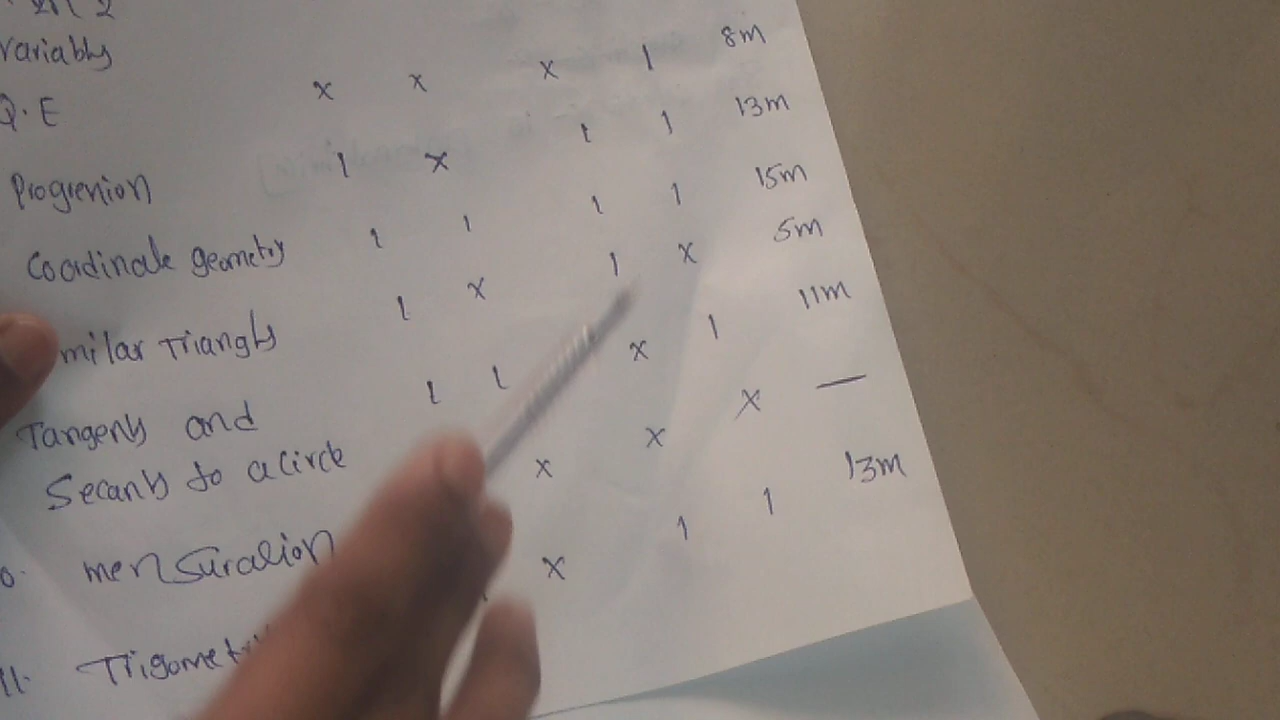 Variably
Q.E x x x 1 8m
Progrenion 1 x 1 1 13m
Coordinate geometry 1 1 1 1 15m
milar Triangls 1 x 1 x 5m
Tangents and 1 1 x 1 11m
Secants to a circle
menSuration x x x —
11. Trigomet x 1 1 13m